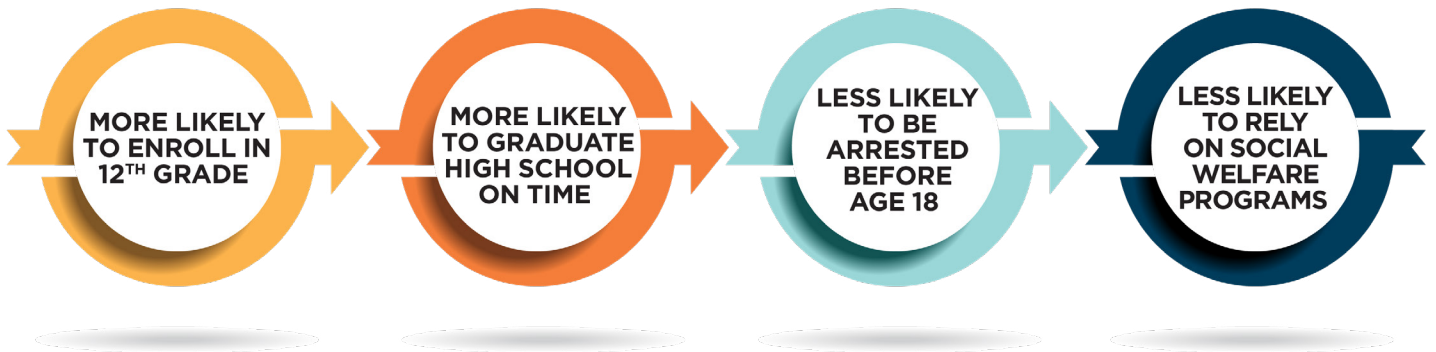 MORE LIKELY
TO ENROLL IN
12TH GRADE
MORE LIKELY
TO GRADUATE
HIGH SCHOOL
ON TIME
LESS LIKELY
TO BE
ARRESTED
BEFORE
AGE 18
LESS LIKELY
TO RELY
ON SOCIAL
WELFARE
PROGRAMS